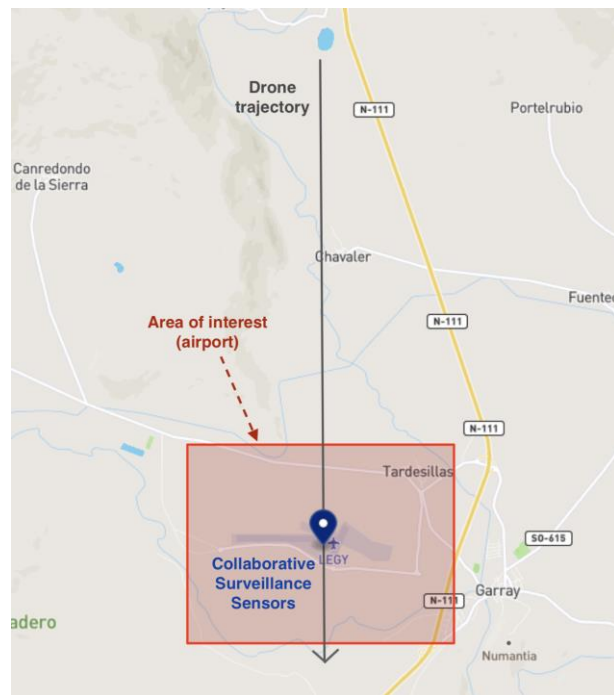 Drone
trajectory
N-111
Portelrubio
Canredondo
de la Sierra
Chavaler
Fuente
Area of interest
(airport)
N-111
N-111
Tardesillas
SO-615
LEGY
Collaborative
Surveillance
Sensors
Garray
N-111
adero
Numantia